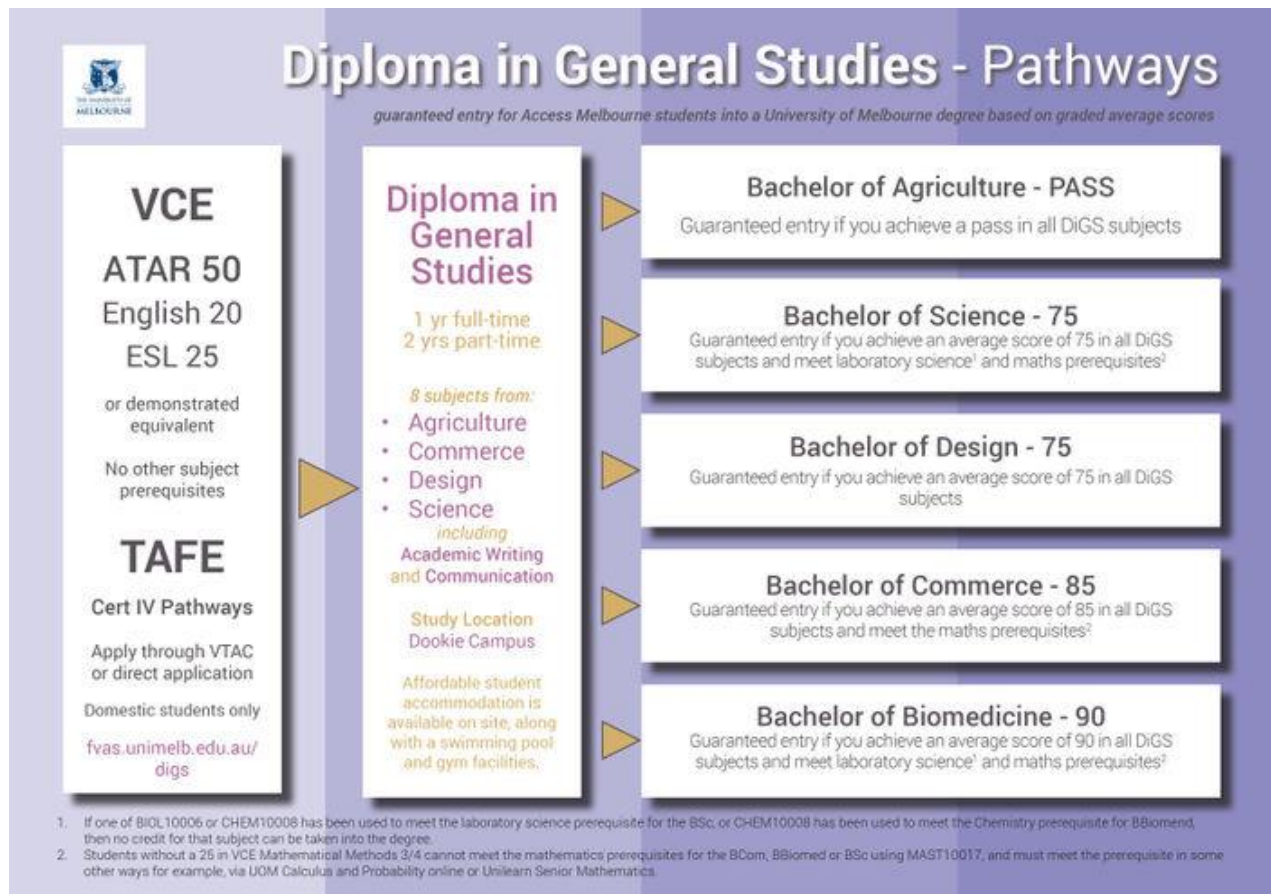 THE UNIVERSITY OF
MELBOURNE
Diploma in General Studies - Pathways
guaranteed entry for Access Melbourne students into a University of Melbourne degree based on graded average scores
VCE
ATAR 50
English 20
ESL 25
or demonstrated
equivalent
No other subject
prerequisites
TAFE
Cert IV Pathways
Apply through VTAC
or direct application
Domestic students only
fvas.unimelb.edu.au/
digs
Diploma in
General
Studies
1 yr full-time
2 yrs part-time
8 subjects from:
• Agriculture
• Commerce
• Design
• Science
including
Academic Writing
and Communication
Study Location
Dookie Campus
Affordable student
accommodation is
available on site, along
with a swimming pool
and gym facilities.
Bachelor of Agriculture - PASS
Guaranteed entry if you achieve a pass in all DiGS subjects
Bachelor of Science - 75
Guaranteed entry if you achieve an average score of 75 in all DiGS
subjects and meet laboratory science¹ and maths prerequisites²
Bachelor of Design - 75
Guaranteed entry if you achieve an average score of 75 in all DiGS
subjects
Bachelor of Commerce - 85
Guaranteed entry if you achieve an average score of 85 in all DiGS
subjects and meet the maths prerequisites²
Bachelor of Biomedicine - 90
Guaranteed entry if you achieve an average score of 90 in all DiGS
subjects and meet laboratory science¹ and maths prerequisites²
1. If one of BIOL10006 or CHEM10008 has been used to meet the laboratory science prerequisite for the BSc, or CHEM10008 has been used to meet the Chemistry prerequisite for BBiomend,
then no credit for that subject can be taken into the degree.
2. Students without a 25 in VCE Mathematical Methods 3/4 cannot meet the mathematics prerequisites for the BCom, BBiomed or BSc using MAST10017, and must meet the prerequisite in some
other ways for example, via UOM Calculus and Probability online or Unilearn Senior Mathematics.